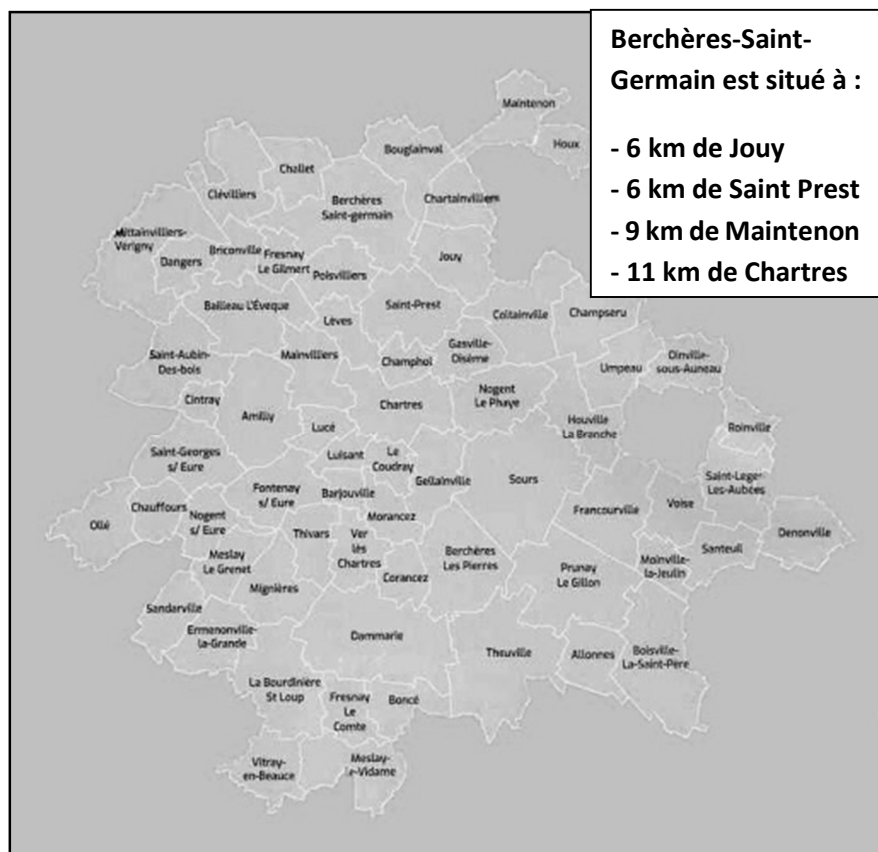 Berchères-Saint-
Germain est situé à :
- 6 km de Jouy
- 6 km de Saint Prest
- 9 km de Maintenon
- 11 km de Chartres
Maintenon
Houx
Bouglainval
Challet
Clévilliers
Berchères
Saint-germain
Chartainvilliers
Mittainvilliers-
Vérigny
Dangers
Briconville
Fresnay
Le Gilmert
Poisvilliers
Jouy
Bailleau L'Éveque
Lèves
Saint-Prest
Coltainville
Champseru
Saint-Aubin-
Des-bois
Mainvilliers
Champhol
Gasville-
Oisème
Umpeau
Oinville-
sous-Auneau
Cintray
Amilly
Chartres
Nogent
Le Phaye
Houville
La Branche
Roinville
Lucé
Saint-Georges
s/ Eure
Luisant
Le
Coudray
Gellainville
Sours
Saint-Leger-
Les-Aubées
Ollé
Chauffours
Nogent
s/ Eure
Fontenay
s/ Eure
Barjouville
Morancez
Francourville
Voise
Denonville
Meslay
Le Grenet
Thivars
Ver
lès
Chartres
Corancez
Berchères
Les Pierres
Prunay
Le Gillon
Moinville-
la-Jeulin
Santeuil
Mignières
Sandarville
Ermenonville-
la-Grande
Dammarie
Theuville
Allonnes
Boisville-
La-Saint-Père
La Bourdinière
St Loup
Fresnay
Le
Comte
Boncé
Vitray-
en-Beauce
Meslay-
le-Vidame